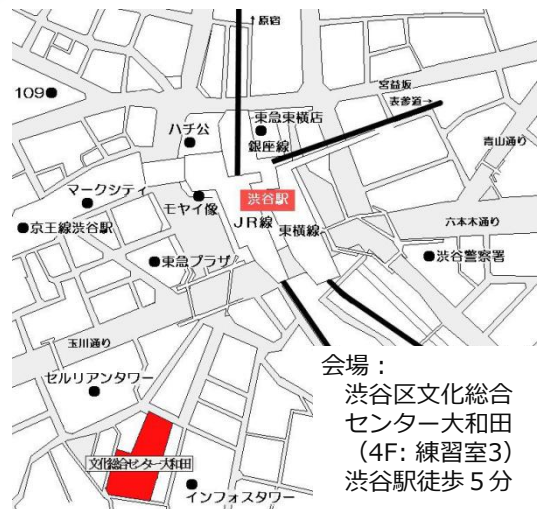 ↑原宿
宮益坂
表参道→
109
東急東横店
ハチ公
銀座線
青山通り
マークシティ
渋谷駅
モヤイ像
JR線
東横線
六本木通り
京王線渋谷駅
東急プラザ
渋谷警察署
玉川通り
セルリアンタワー
文化総合センター大和田
インフォスタワー
会場：
渋谷区文化総合
センター大和田
（4F: 練習室3）
渋谷駅徒歩５分